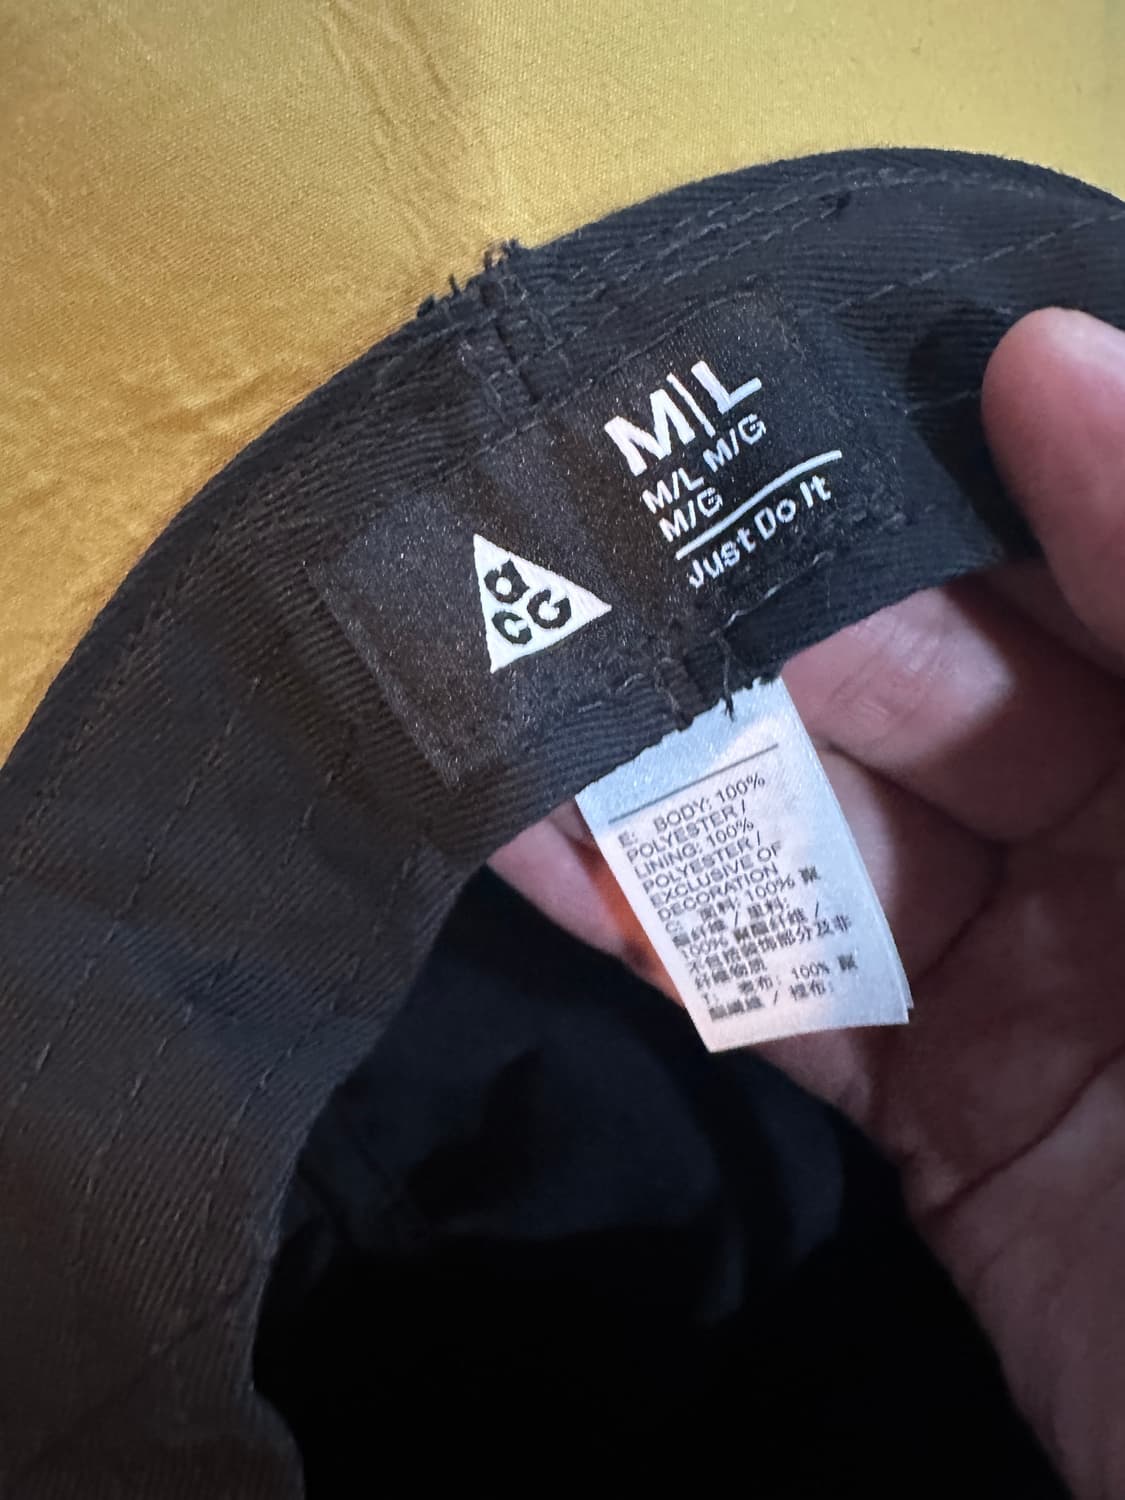 M|L
M/L M/G
M/G
Just Do It
acG
E: BODY: 100%
POLYESTER /
LINING: 100%
POLYESTER /
EXCLUSIVE OF
DECORATION
C: 面料: 100% 聚
酯纤维 / 里料:
100% 聚酯纤维 /
不包括装饰部分及非
纤维物质
T: 表布: 100% 聚
酯纖維 / 裡布: